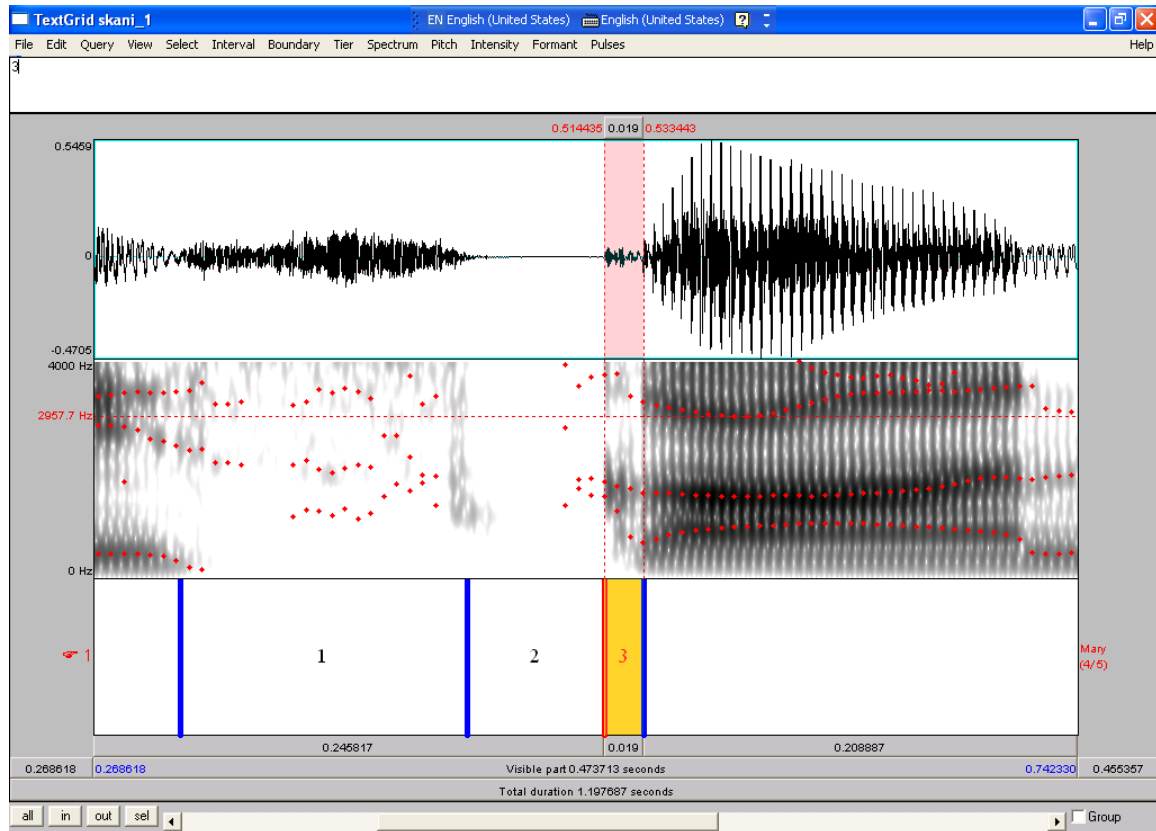 TextGrid skani_1 EN English (United States) English (United States)
File Edit Query View Select Interval Boundary Tier Spectrum Pitch Intensity Formant Pulses Help
3
0.514435 0.019 0.533443
0.5459
0
-0.4705
4000 Hz
2957.7 Hz
0 Hz
1 1 2 3 Mary
(4/5)
0.245817 0.019 0.208887
0.268618 0.268618 Visible part 0.473713 seconds 0.742330 0.455357
Total duration 1.197687 seconds
all in out sel Group